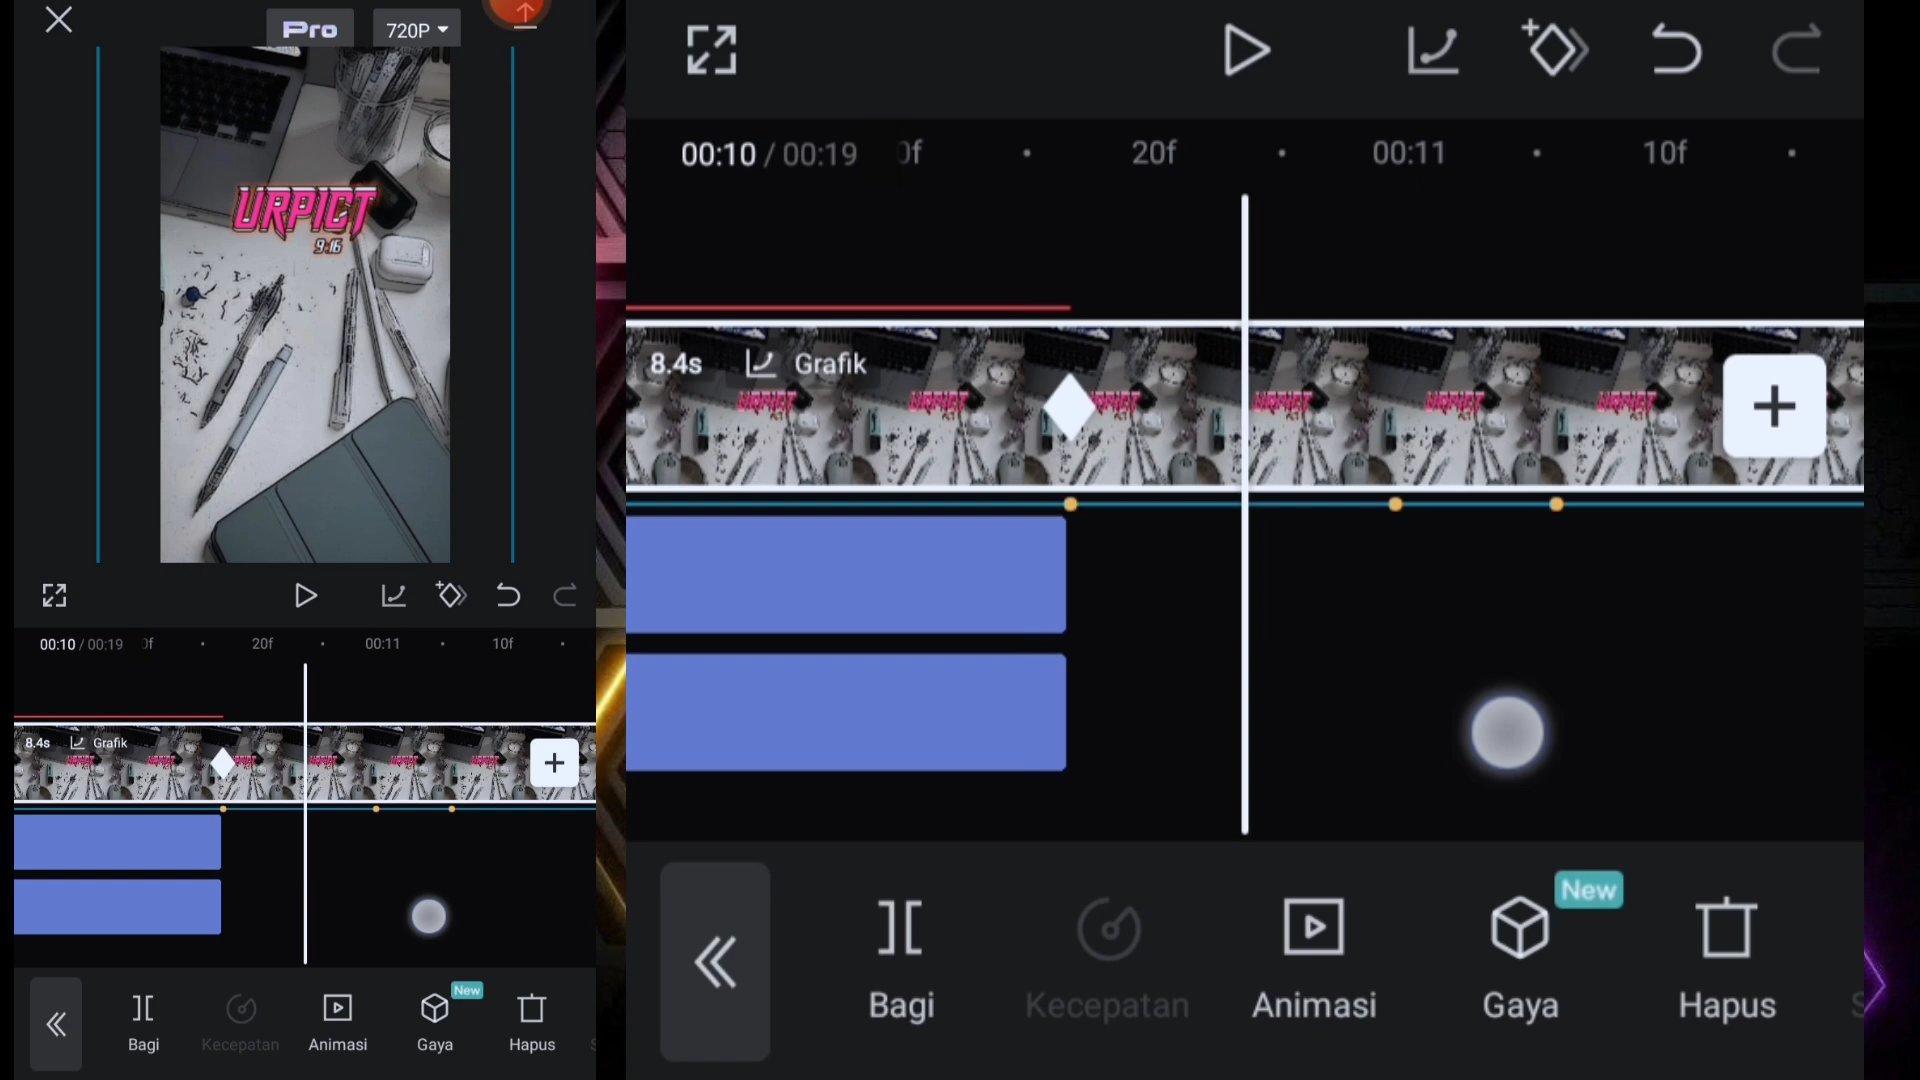 Pro
720P
URPICT
9:16
00:10 / 00:19
20f
00:11
10f
8.4s
Grafik
Bagi
Kecepatan
Animasi
Gaya
New
Hapus
00:10 / 00:19
20f
00:11
10f
8.4s
Grafik
Bagi
Kecepatan
Animasi
Gaya
New
Hapus